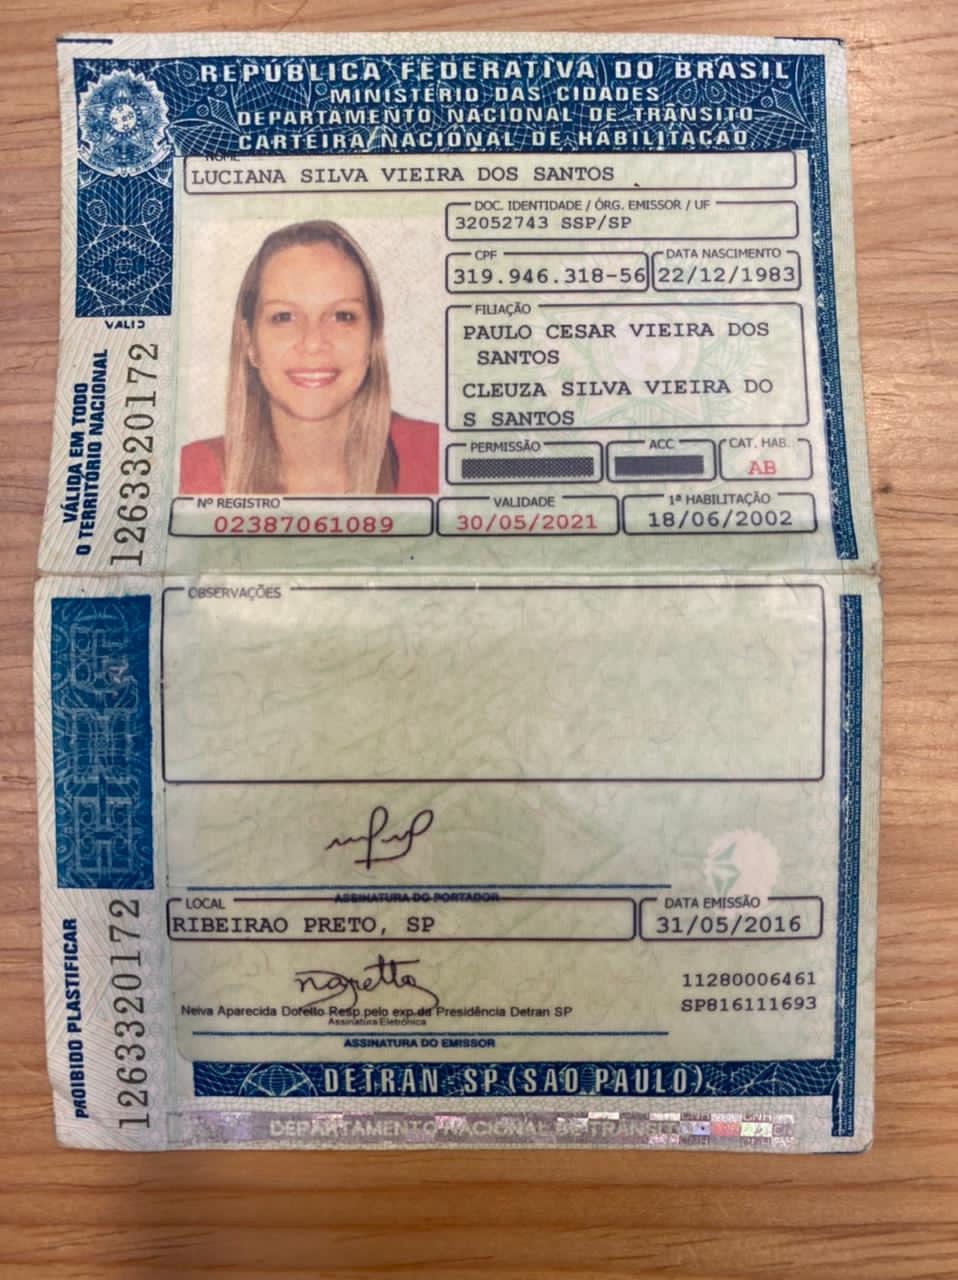 REPÚBLICA FEDERATIVA DO BRASIL
MINISTÉRIO DAS CIDADES
DEPARTAMENTO NACIONAL DE TRÂNSITO
CARTEIRA NACIONAL DE HABILITAÇÃO
NOME
LUCIANA SILVA VIEIRA DOS SANTOS
DOC. IDENTIDADE / ÓRG. EMISSOR / UF
32052743 SSP/SP
CPF
319.946.318-56
DATA NASCIMENTO
22/12/1983
FILIAÇÃO
PAULO CESAR VIEIRA DOS
SANTOS
CLEUZA SILVA VIEIRA DO
S SANTOS
PERMISSÃO
ACC
CAT. HAB.
AB
Nº REGISTRO
02387061089
VALIDADE
30/05/2021
1ª HABILITAÇÃO
18/06/2002
VÁLIDA EM TODO
O TERRITÓRIO NACIONAL
1266320172
OBSERVAÇÕES
ASSINATURA DO PORTADOR
LOCAL
RIBEIRAO PRETO, SP
DATA EMISSÃO
31/05/2016
11280006461
SP816111693
Neiva Aparecida Doretto Resp.pelo exp.da Presidência Detran SP
Assinatura Eletrônica
ASSINATURA DO EMISSOR
PROIBIDO PLASTIFICAR
1266320172
DETRAN-SP (SAO PAULO)
DEPARTAMENTO NACIONAL DE TRÂNSITO